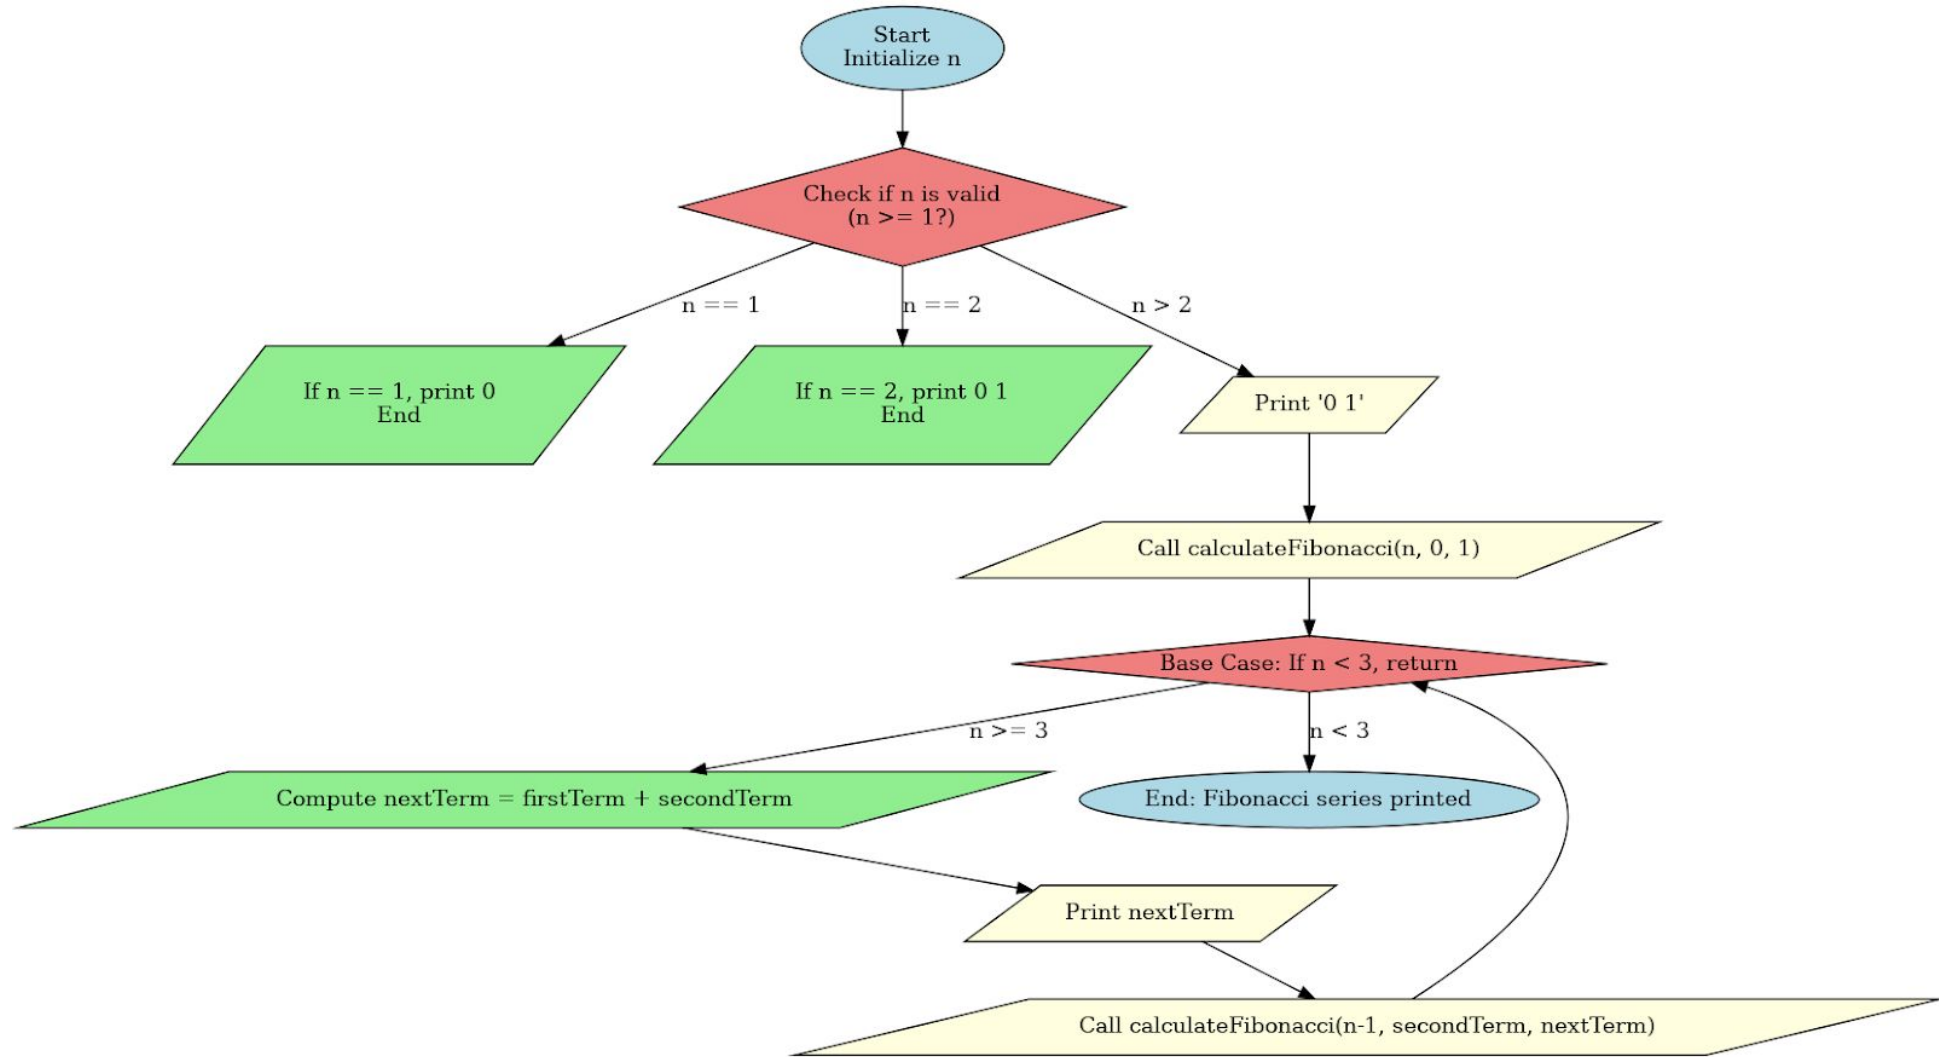 Start
Initialize n
Check if n is valid
(n >= 1?)
n == 1
n == 2
n > 2
If n == 1, print 0
End
If n == 2, print 0 1
End
Print '0 1'
Call calculateFibonacci(n, 0, 1)
Base Case: If n < 3, return
n >= 3
n < 3
Compute nextTerm = firstTerm + secondTerm
End: Fibonacci series printed
Print nextTerm
Call calculateFibonacci(n-1, secondTerm, nextTerm)